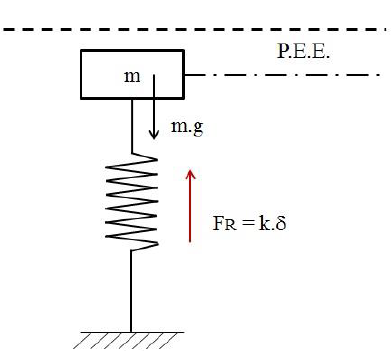 P.E.E.
m
m.g
FR = k.δ